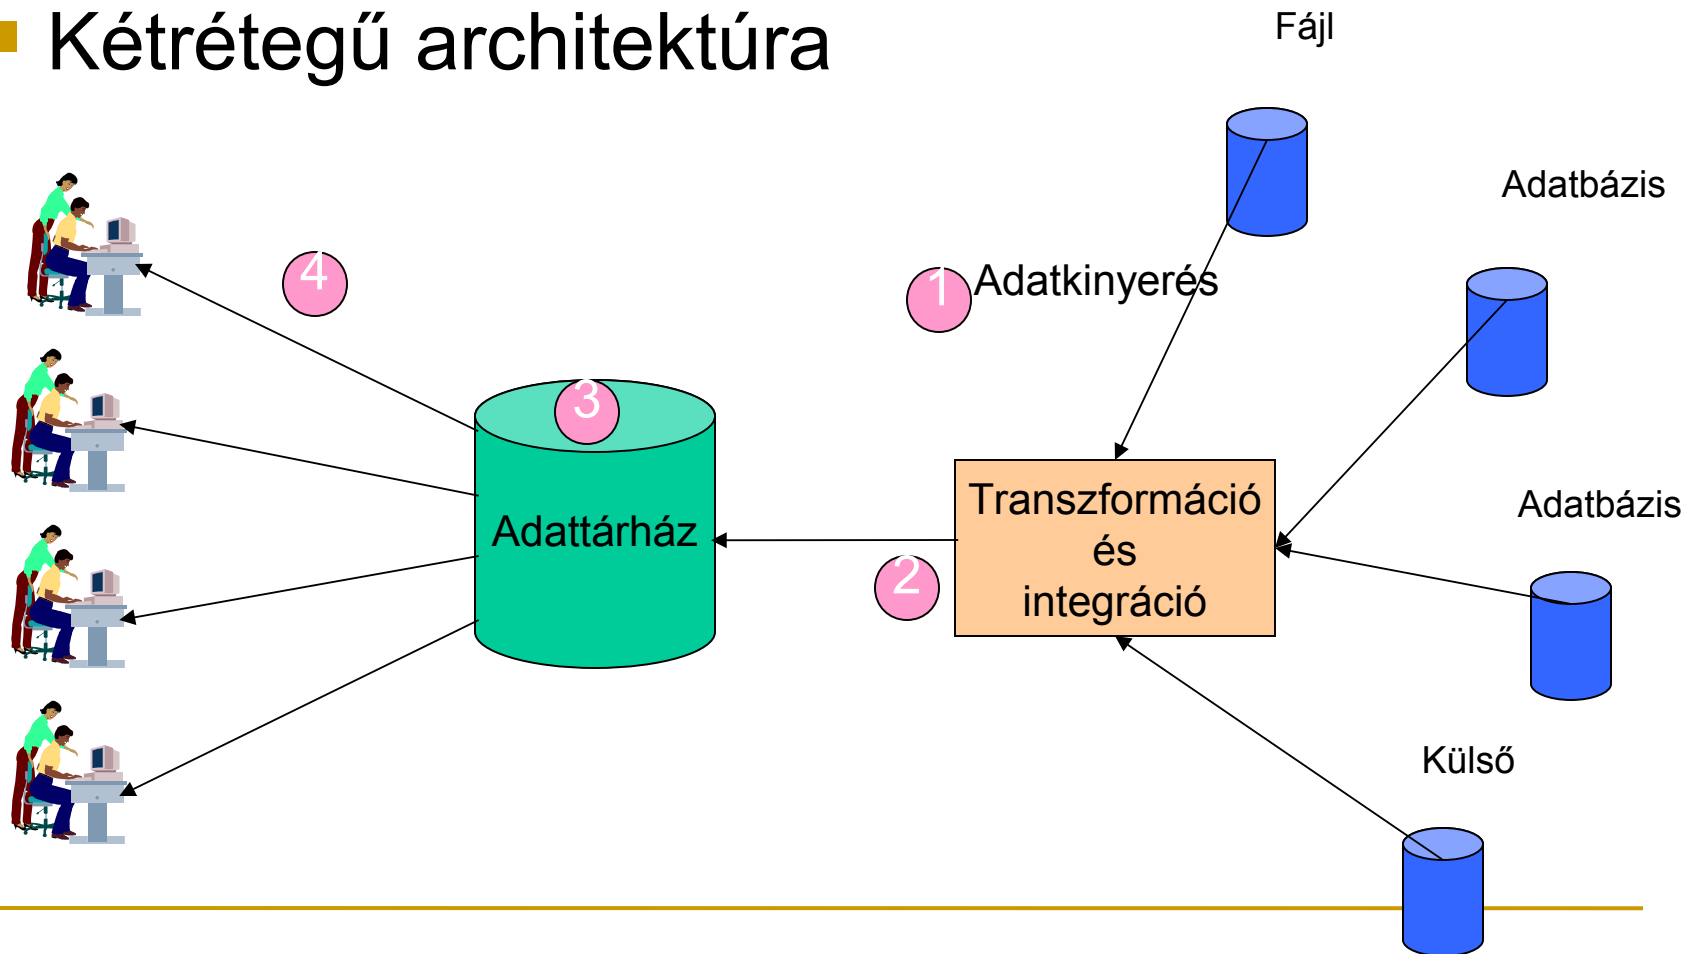 Kétrétegű architektúra
Fájl
Adatbázis
4
1
Adatkinyerés
3
Adattárház
Transzformáció
és
integráció
Adatbázis
2
Külső